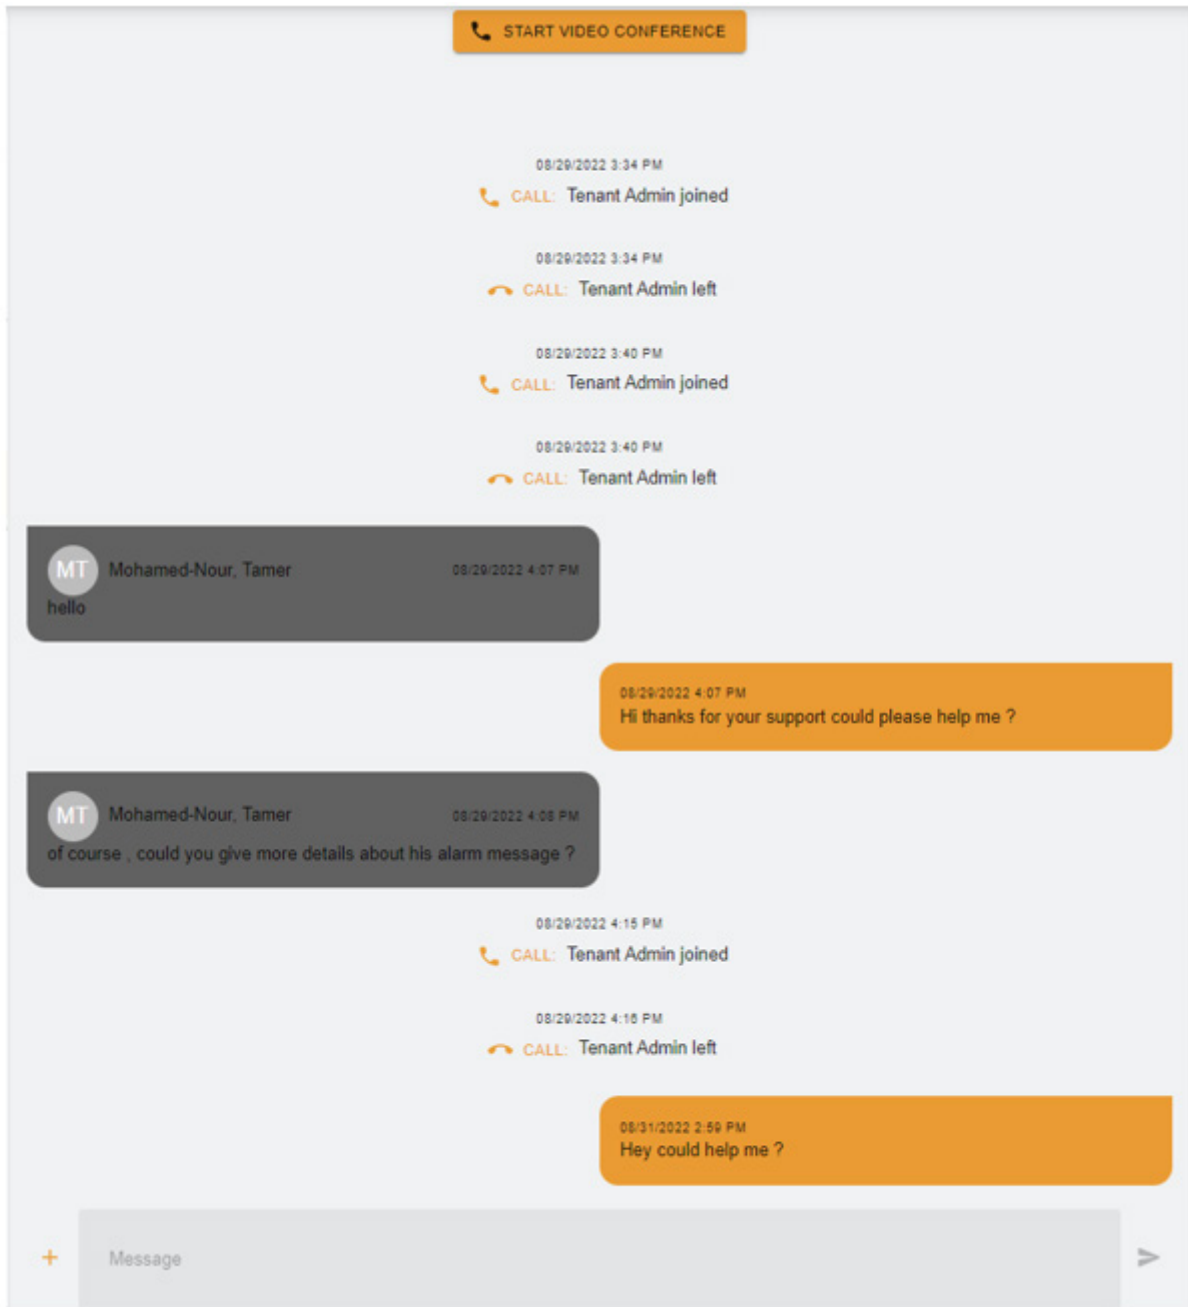 START VIDEO CONFERENCE
08/29/2022 3:34 PM
CALL: Tenant Admin joined
08/29/2022 3:34 PM
CALL: Tenant Admin left
08/29/2022 3:40 PM
CALL: Tenant Admin joined
08/29/2022 3:40 PM
CALL: Tenant Admin left
MT Mohamed-Nour, Tamer 08/29/2022 4:07 PM
hello
08/29/2022 4:07 PM
Hi thanks for your support could please help me ?
MT Mohamed-Nour, Tamer 08/29/2022 4:08 PM
of course , could you give more details about his alarm message ?
08/29/2022 4:15 PM
CALL: Tenant Admin joined
08/29/2022 4:16 PM
CALL: Tenant Admin left
08/31/2022 2:59 PM
Hey could help me ?
+ Message